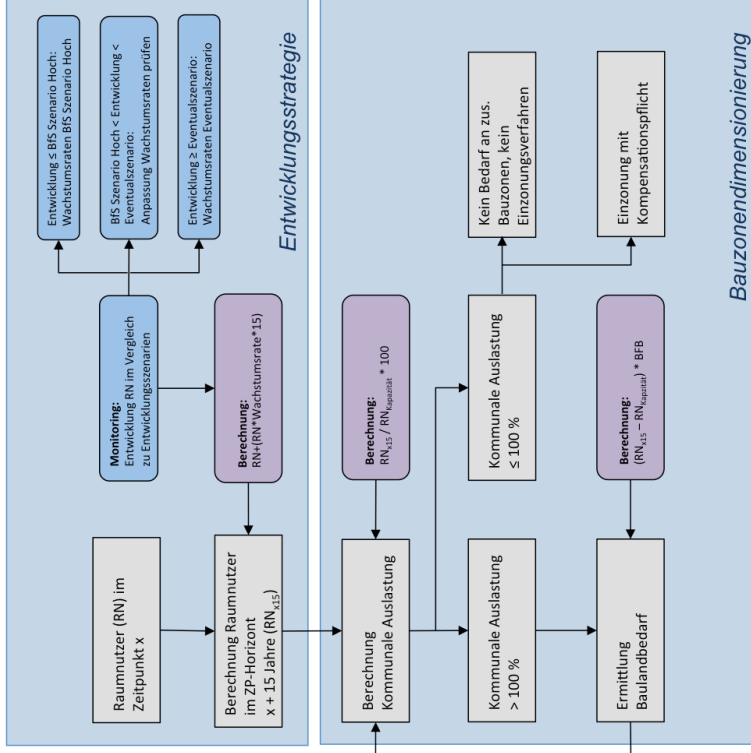 Entwicklungsstrategie
Raumnutzer (RN) im
Zeitpunkt x
Monitoring:
Entwicklung RN im Vergleich
zu Entwicklungsszenarien
Entwicklung ≤ BfS Szenario Hoch:
Wachstumsraten BfS Szenario Hoch
BfS Szenario Hoch < Entwicklung <
Eventualszenario:
Anpassung Wachstumsraten prüfen
Entwicklung ≥ Eventualszenario:
Wachstumsraten Eventualszenario
Berechnung Raumnutzer
im ZP-Horizont
x + 15 Jahre (RNx15)
Berechnung:
RN+(RN*Wachstumsrate*15)
Bauzonendimensionierung
Berechnung
Kommunale Auslastung
Berechnung:
RNx15 / RNKapazität * 100
Kommunale Auslastung
> 100 %
Kommunale Auslastung
≤ 100 %
Kein Bedarf an zus.
Bauzonen, kein
Einzonungsverfahren
Einzonung mit
Kompensationspflicht
Ermittlung
Baulandbedarf
Berechnung:
(RNx15 – RNKapzität) * BFB